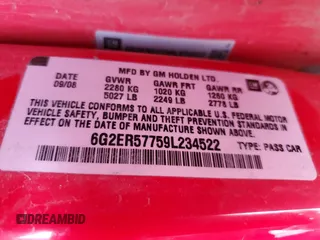 MFD BY GM HOLDEN LTD.
DATE GVWR GAWR FRT GAWR RR
09/08 2280 KG 1020 KG 1260 KG
5027 LB 2249 LB 2778 LB
THIS VEHICLE CONFORMS TO ALL APPLICABLE U.S. FEDERAL MOTOR
VEHICLE SAFETY, BUMPER AND THEFT PREVENTION STANDARDS
IN EFFECT ON THE DATE OF MANUFACTURE SHOWN ABOVE.
6G2ER57759L234522 TYPE: PASS CAR
DREAMBID